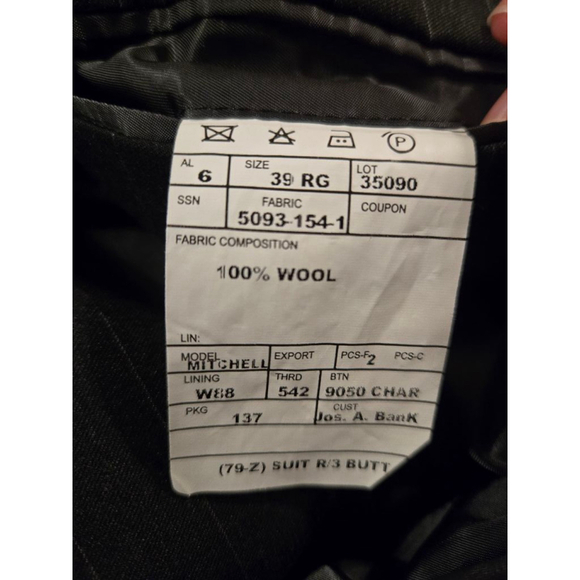 P
AL SIZE LOT
6 39 RG 35090
SSN FABRIC COUPON
5093-154-1
FABRIC COMPOSITION
100% WOOL
LIN:
MODEL EXPORT PCS-F 2 PCS-C
MITCHELL
LINING THRD BTN
W88 542 9050 CHAR
PKG CUST
137 Jos. A. Bank
(79-Z) SUIT R/3 BUTT